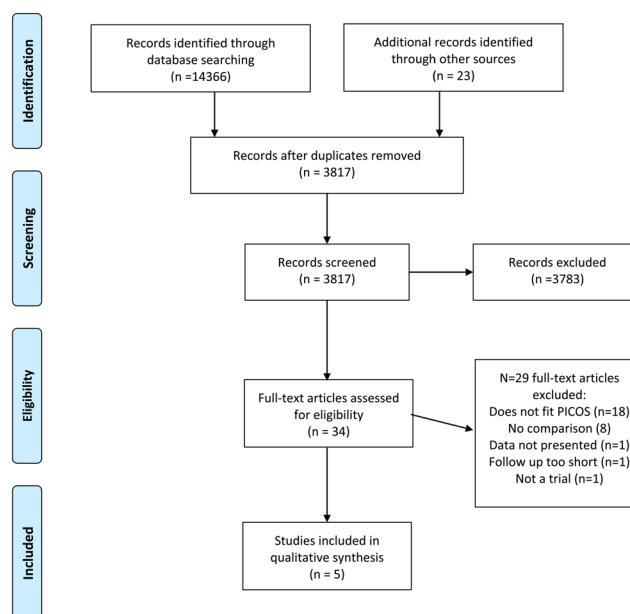 Identification
Records identified through
database searching
(n =14366)
Additional records identified
through other sources
(n = 23)
Records after duplicates removed
(n = 3817)
Screening
Records screened
(n = 3817)
Records excluded
(n =3783)
Eligibility
Full-text articles assessed
for eligibility
(n = 34)
N=29 full-text articles
excluded:
Does not fit PICOS (n=18)
No comparison (8)
Data not presented (n=1)
Follow up too short (n=1)
Not a trial (n=1)
Included
Studies included in
qualitative synthesis
(n = 5)